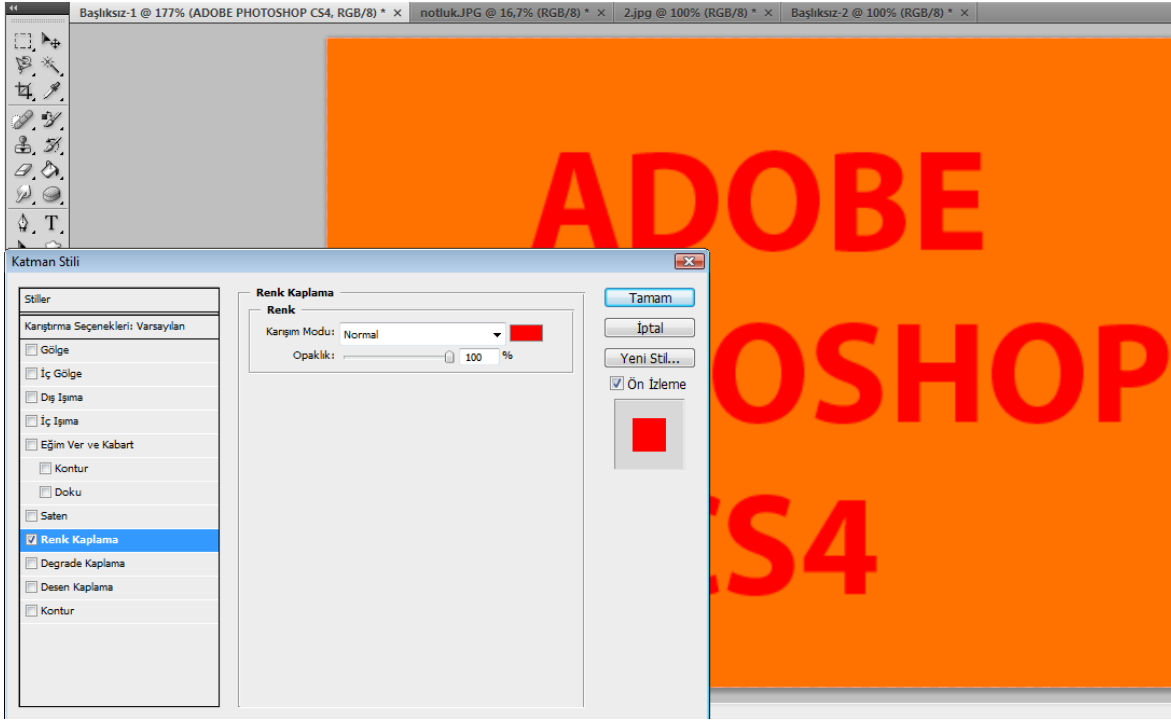 Başlıksız-1 @ 177% (ADOBE PHOTOSHOP CS4, RGB/8) * ×
notluk.JPG @ 16,7% (RGB/8) * ×
2.jpg @ 100% (RGB/8) * ×
Başlıksız-2 @ 100% (RGB/8) * ×
T
ADOBE
OSHOP
CS4
Katman Stili
Stiller
Karıştırma Seçenekleri: Varsayılan
Gölge
İç Gölge
Dış Işıma
İç Işıma
Eğim Ver ve Kabart
Kontur
Doku
Saten
Renk Kaplama
Degrade Kaplama
Desen Kaplama
Kontur
Renk Kaplama
Renk
Karışım Modu: Normal
Opaklık: 100 %
Tamam
İptal
Yeni Stil...
Ön İzleme